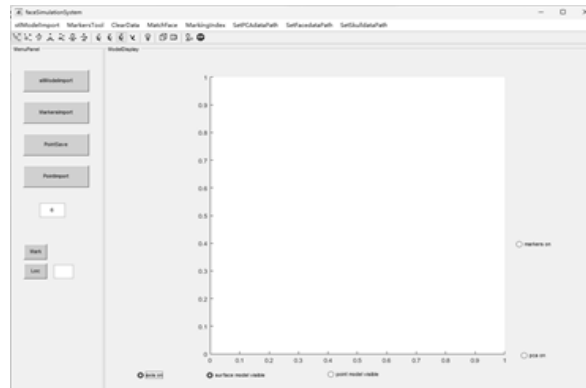 faceSimulationSystem
stlModelImport MarkersTool ClearData MatchFace MarkingIndex SetPCAdataPath SetFacedataPath SetSkulldataPath
MenuPanel
ModelDisplay
stlModelImport
MarkersImport
PointSave
PointImport
+
Mark
Loc
1
0.9
0.8
0.7
0.6
0.5
0.4
0.3
0.2
0.1
0
0 0.1 0.2 0.3 0.4 0.5 0.6 0.7 0.8 0.9 1
markers on
pca on
axis on
surface model visible
point model visible